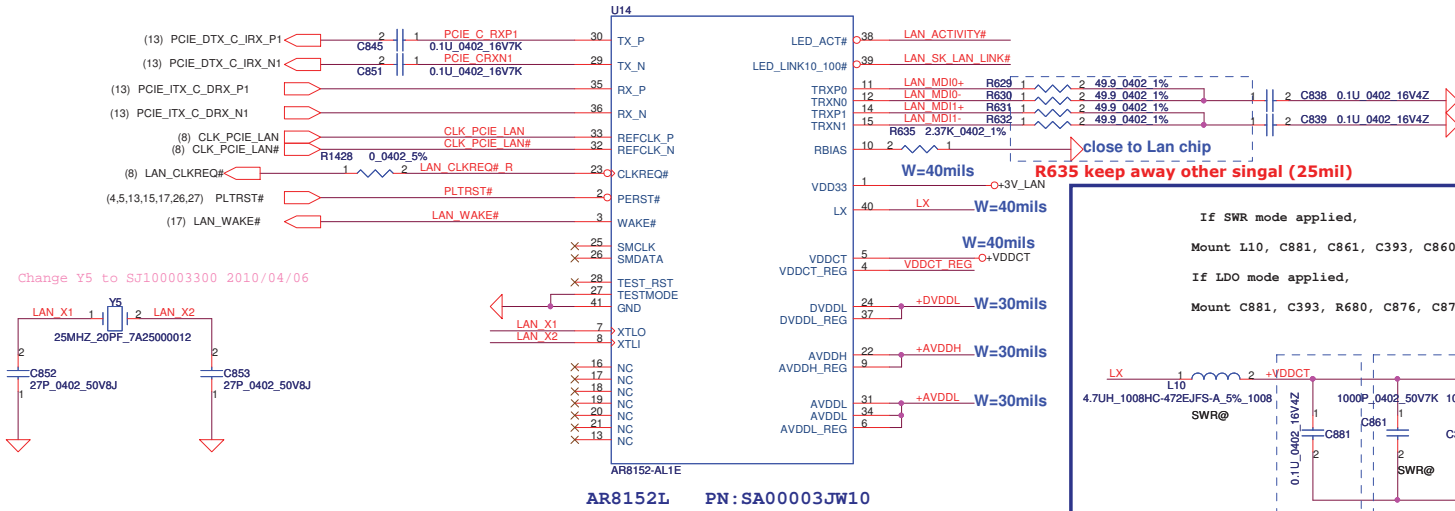 U14
(13) PCIE_DTX_C_IRX_P1 2 1 PCIE_C_RXP1 30 TX_P
C845 0.1U_0402_16V7K
(13) PCIE_DTX_C_IRX_N1 2 1 PCIE_CRXN1 29 TX_N
C851 0.1U_0402_16V7K
(13) PCIE_ITX_C_DRX_P1 35 RX_P
(13) PCIE_ITX_C_DRX_N1 36 RX_N
(8) CLK_PCIE_LAN CLK_PCIE_LAN 33 REFCLK_P
(8) CLK_PCIE_LAN# CLK_PCIE_LAN# 32 REFCLK_N
R1428 0_0402_5%
(8) LAN_CLKREQ# 1 2 LAN_CLKREQ#_R 23 CLKREQ#
(4,5,13,15,17,26,27) PLTRST# PLTRST# 2 PERST#
(17) LAN_WAKE# LAN_WAKE# 3 WAKE#
25 SMCLK
26 SMDATA
28 TEST_RST
27 TESTMODE
41 GND
LAN_X1 7 XTLO
LAN_X2 8 XTLI
16 NC
17 NC
18 NC
19 NC
20 NC
21 NC
13 NC
LED_ACT# 38 LAN_ACTIVITY#
LED_LINK10_100# 39 LAN_SK_LAN_LINK#
TRXP0 11 LAN_MDI0+ R629 1 2 49.9_0402_1%
TRXN0 12 LAN_MDI0- R630 1 2 49.9_0402_1% 1 2 C838 0.1U_0402_16V4Z
TRXP1 14 LAN_MDI1+ R631 1 2 49.9_0402_1%
TRXN1 15 LAN_MDI1- R632 1 2 49.9_0402_1% 1 2 C839 0.1U_0402_16V4Z
R635 2.37K_0402_1%
RBIAS 10 2 1 close to Lan chip
W=40mils R635 keep away other singal (25mil)
VDD33 1 +3V_LAN
LX 40 LX W=40mils
W=40mils
VDDCT 5 +VDDCT
VDDCT_REG 4 VDDCT_REG
DVDDL 24 +DVDDL W=30mils
DVDDL_REG 37
AVDDH 22 +AVDDH W=30mils
AVDDH_REG 9
AVDDL 31 +AVDDL W=30mils
AVDDL 34
AVDDL_REG 6
AR8152-AL1E
AR8152L PN:SA00003JW10
Change Y5 to SJ100003300 2010/04/06
LAN_X1 1 Y5 2 LAN_X2
25MHZ_20PF_7A25000012
2 C852 1
27P_0402_50V8J
2 C853 1
27P_0402_50V8J
If SWR mode applied,
Mount L10, C881, C861, C393, C860
If LDO mode applied,
Mount C881, C393, R680, C876, C87
LX 1 2 +VDDCT
L10
4.7UH_1008HC-472EJFS-A_5%_1008
SWR@
0.1U_0402_16V4Z
1 C881 2
1000P_0402_50V7K
C861 1 2
SWR@